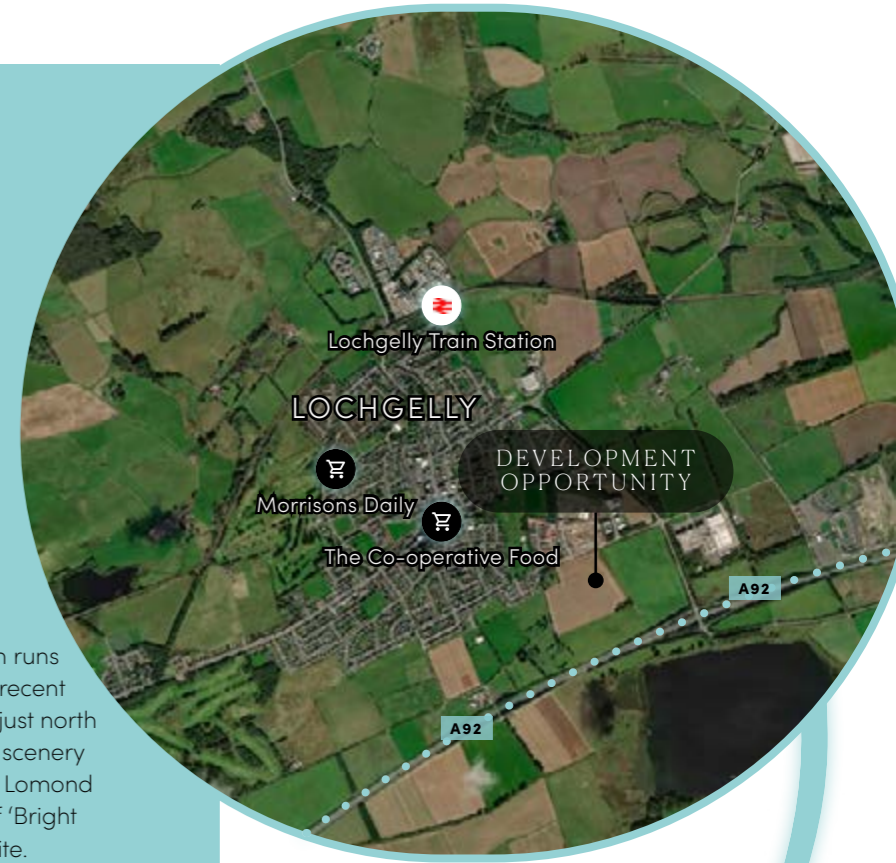 Lochgelly Train Station
LOCHGELLY
DEVELOPMENT
OPPORTUNITY
Morrisons Daily
The Co-operative Food
A92
A92
n runs
recent
just north
scenery
Lomond
f ‘Bright
ite.